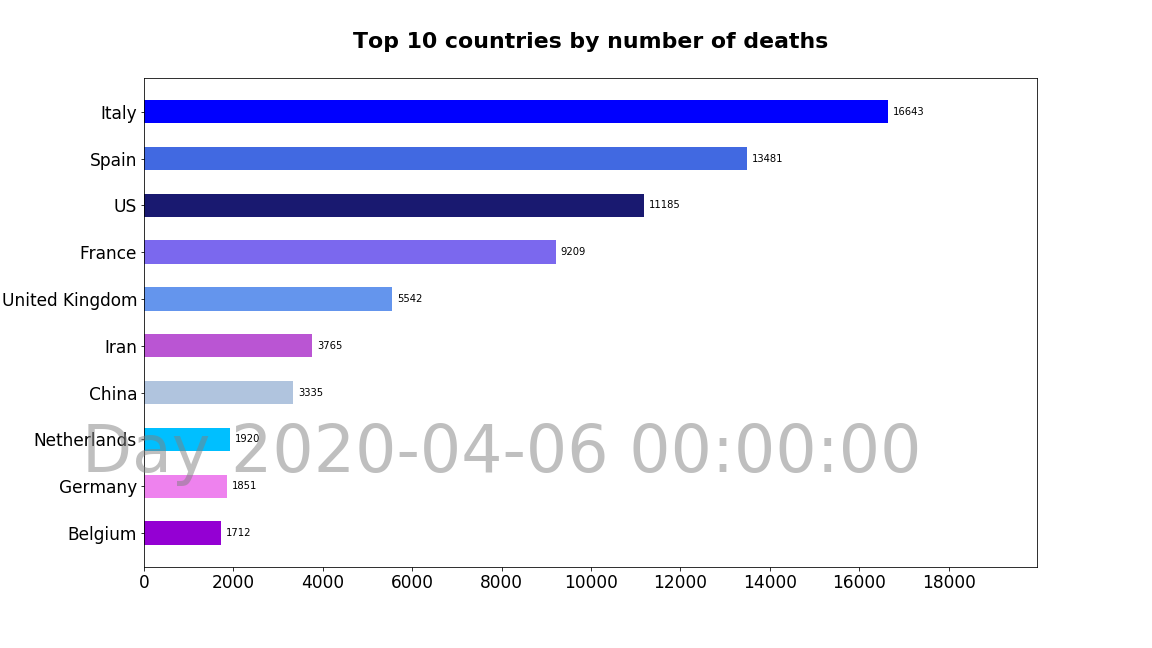 Top 10 countries by number of deaths
Italy 16643
Spain 13481
US 11185
France 9209
United Kingdom 5542
Iran 3765
China 3335
Netherlands 1920
Day 2020-04-06 00:00:00
Germany 1851
Belgium 1712
0 2000 4000 6000 8000 10000 12000 14000 16000 18000